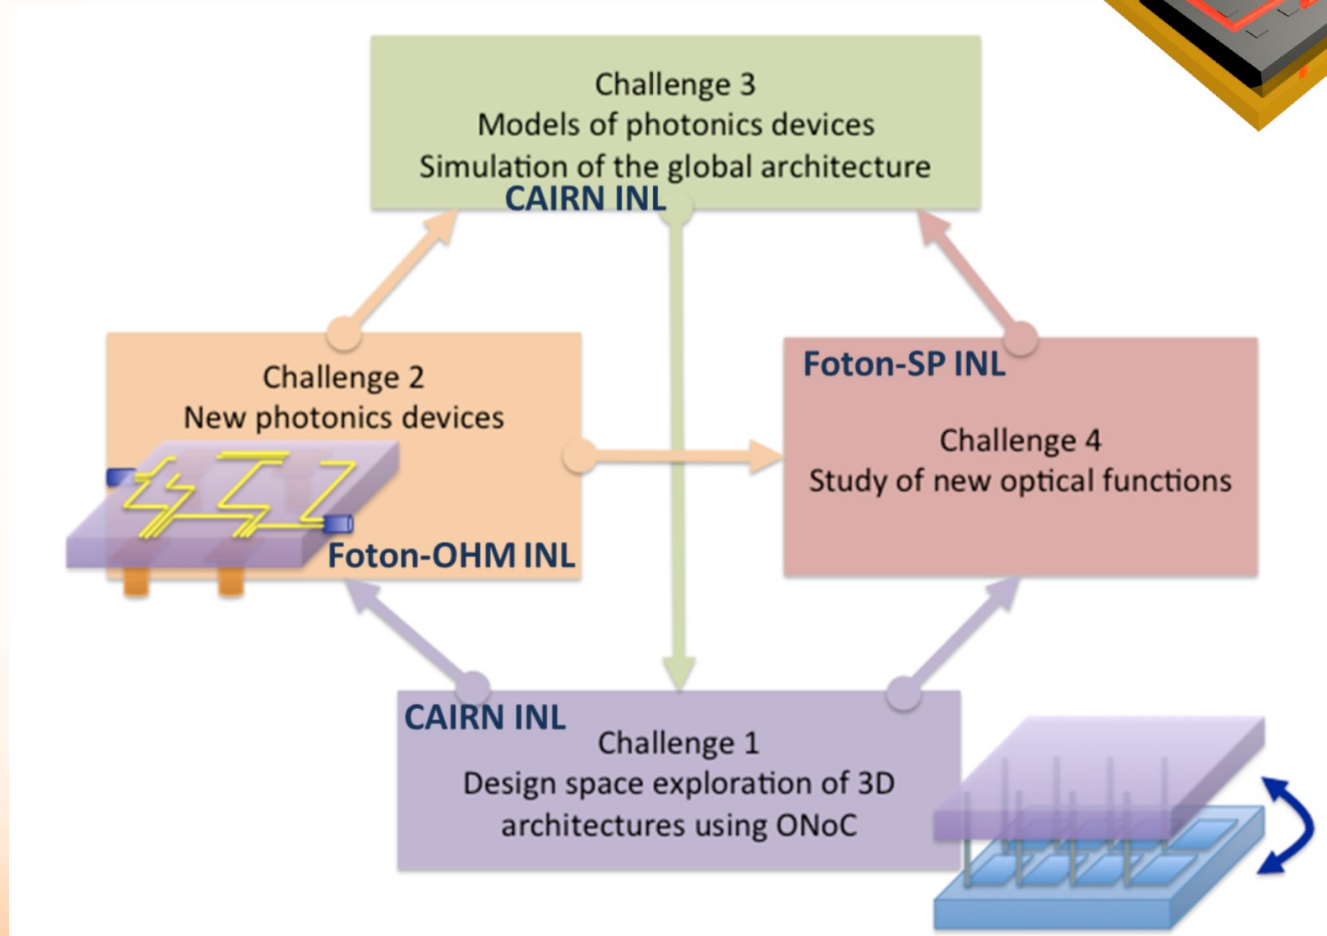 Challenge 3
Models of photonics devices
Simulation of the global architecture
CAIRN INL
Challenge 2
New photonics devices
Foton-OHM INL
Foton-SP INL
Challenge 4
Study of new optical functions
CAIRN INL
Challenge 1
Design space exploration of 3D
architectures using ONoC